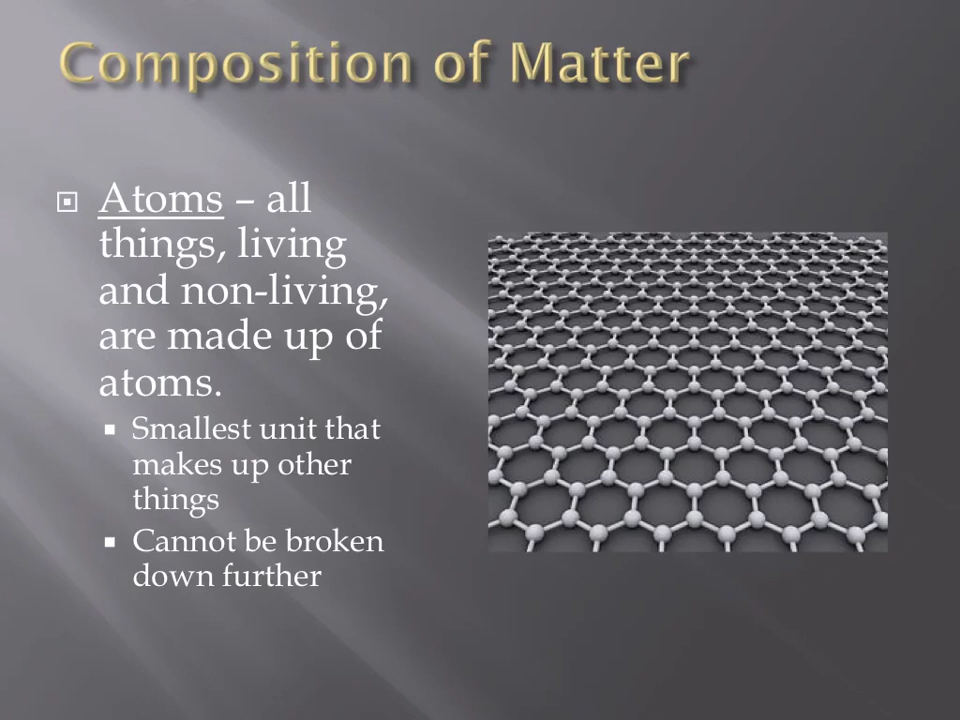 Composition of Matter
Atoms – all
things, living
and non-living,
are made up of
atoms.
Smallest unit that
makes up other
things
Cannot be broken
down further